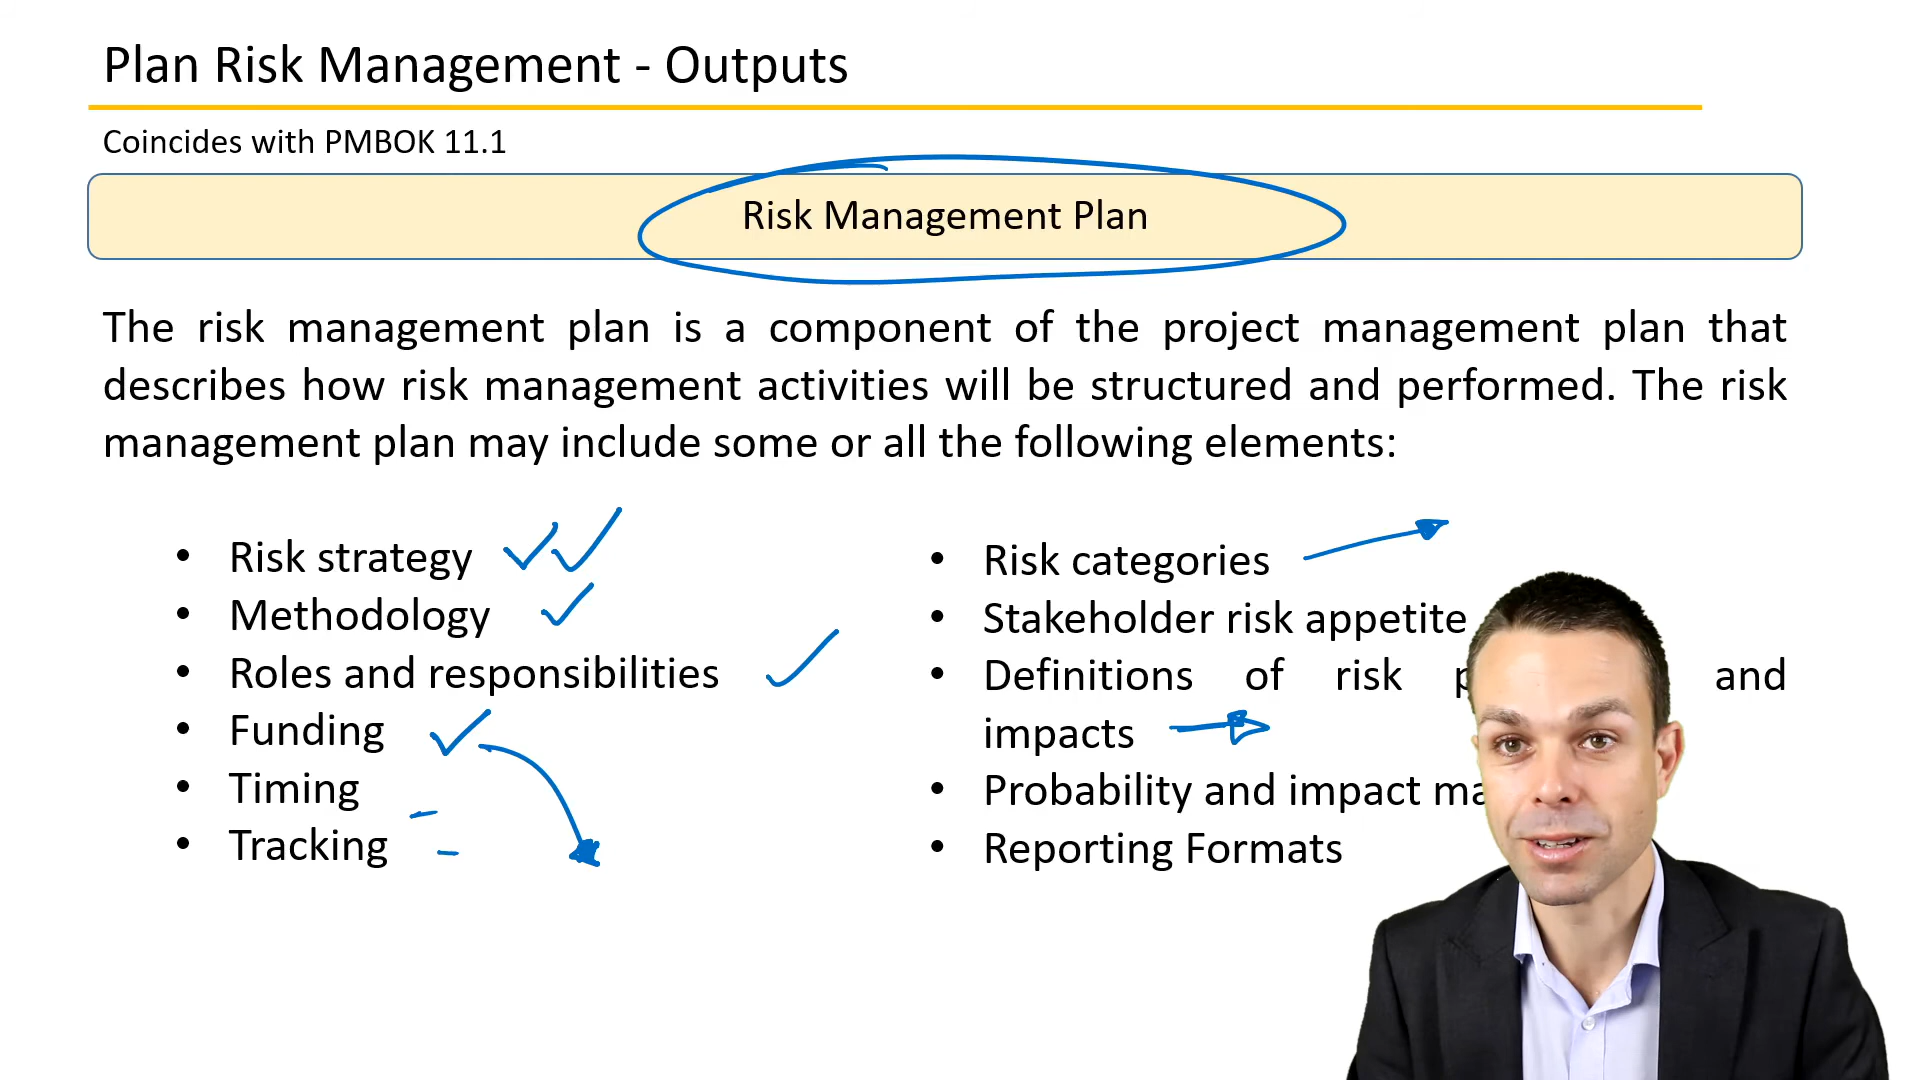 Plan Risk Management - Outputs
Coincides with PMBOK 11.1
Risk Management Plan
The risk management plan is a component of the project management plan that
describes how risk management activities will be structured and performed. The risk
management plan may include some or all the following elements:
• Risk strategy
• Methodology
• Roles and responsibilities
• Funding
• Timing
• Tracking
• Risk categories
• Stakeholder risk appetite
• Definitions of risk and
impacts
• Probability and impact
• Reporting Formats